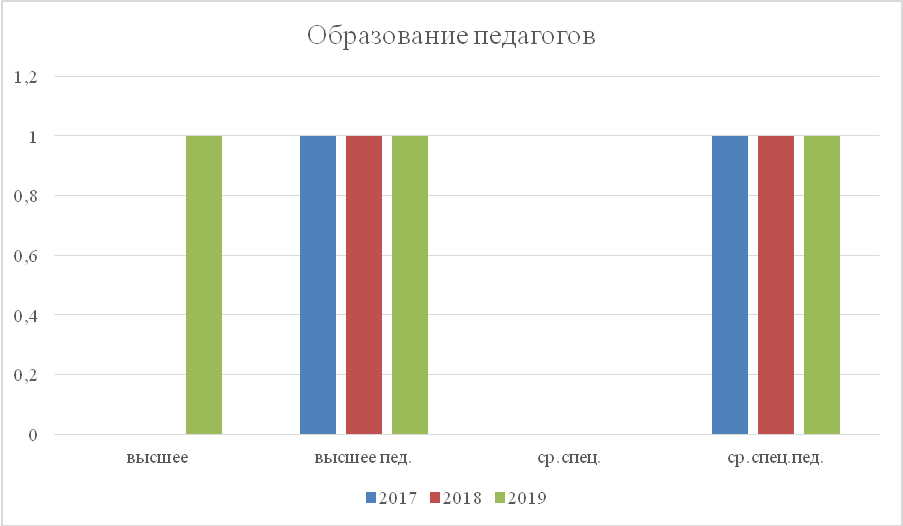 Образование педагогов
1,2
1
0,8
0,6
0,4
0,2
0
высшее высшее пед. ср.спец. ср.спец.пед.
2017 2018 2019